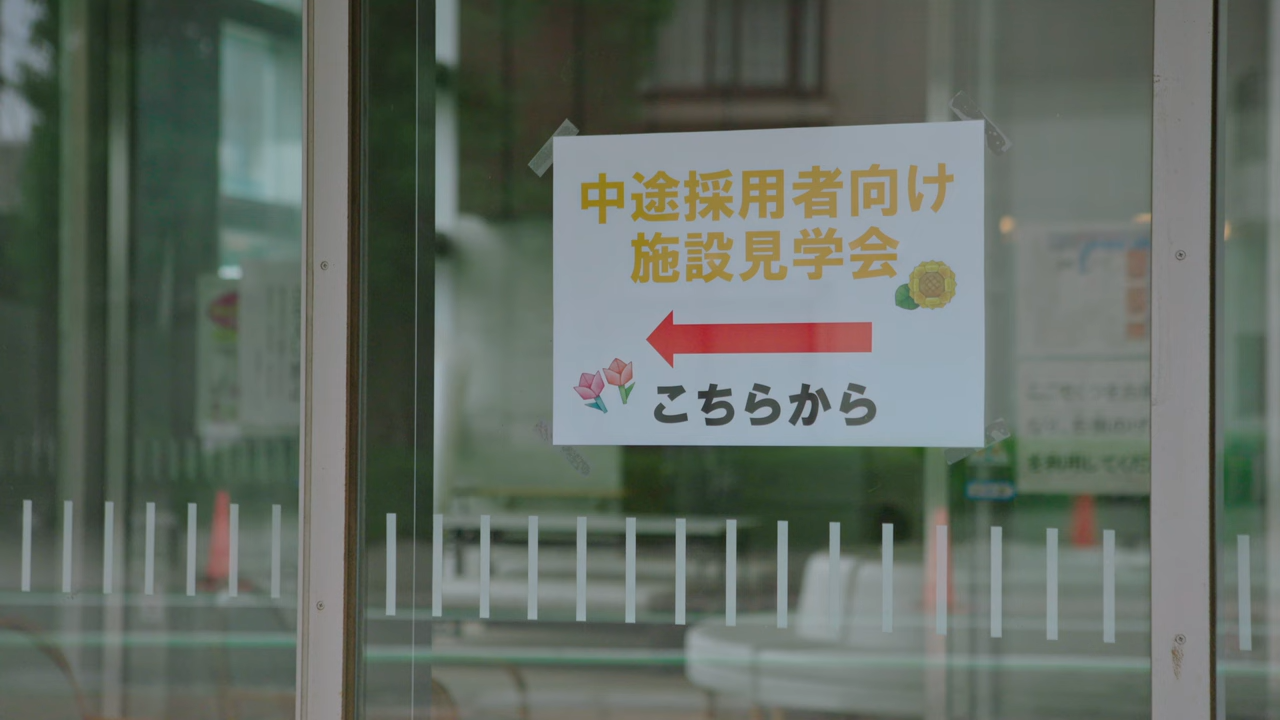 中途採用者向け
施設見学会
こちらから